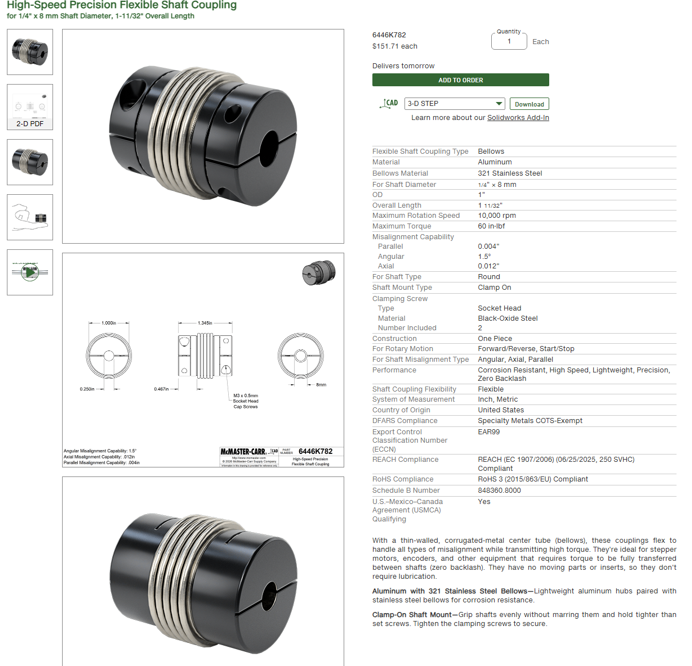 High-Speed Precision Flexible Shaft Coupling
for 1/4" x 8 mm Shaft Diameter, 1-11/32" Overall Length
2-D PDF
1.000in
1.345in
0.250in
0.467in
8mm
M3 x 0.5mm
Socket Head
Cap Screws
Angular Misalignment Capability: 1.5°
Axial Misalignment Capability: .012in
Parallel Misalignment Capability: .004in
McMASTER-CARR
CAD
PART
NUMBER
6446K782
http://www.mcmaster.com
© 2025 McMaster-Carr Supply Company
High-Speed Precision
Flexible Shaft Coupling
6446K782
$151.71 each
Quantity
1
Each
Delivers tomorrow
ADD TO ORDER
CAD
3-D STEP
Download
Learn more about our Solidworks Add-In
Flexible Shaft Coupling Type Bellows
Material Aluminum
Bellows Material 321 Stainless Steel
For Shaft Diameter 1/4" × 8 mm
OD 1"
Overall Length 1 11/32"
Maximum Rotation Speed 10,000 rpm
Maximum Torque 60 in-lbf
Misalignment Capability
Parallel 0.004"
Angular 1.5°
Axial 0.012"
For Shaft Type Round
Shaft Mount Type Clamp On
Clamping Screw
Type Socket Head
Material Black-Oxide Steel
Number Included 2
Construction One Piece
For Rotary Motion Forward/Reverse, Start/Stop
For Shaft Misalignment Type Angular, Axial, Parallel
Performance Corrosion Resistant, High Speed, Lightweight, Precision,
Zero Backlash
Shaft Coupling Flexibility Flexible
System of Measurement Inch, Metric
Country of Origin United States
DFARS Compliance Specialty Metals COTS-Exempt
Export Control EAR99
Classification Number
(ECCN)
REACH Compliance REACH (EC 1907/2006) (06/25/2025, 250 SVHC)
Compliant
RoHS Compliance RoHS 3 (2015/863/EU) Compliant
Schedule B Number 848360.8000
U.S.–Mexico–Canada Yes
Agreement (USMCA)
Qualifying
With a thin-walled, corrugated-metal center tube (bellows), these couplings flex to
handle all types of misalignment while transmitting high torque. They're ideal for stepper
motors, encoders, and other equipment that requires torque to be fully transferred
between shafts (zero backlash). They have no moving parts or inserts, so they don't
require lubrication.
Aluminum with 321 Stainless Steel Bellows—Lightweight aluminum hubs paired with
stainless steel bellows for corrosion resistance.
Clamp-On Shaft Mount—Grip shafts evenly without marring them and hold tighter than
set screws. Tighten the clamping screws to secure.